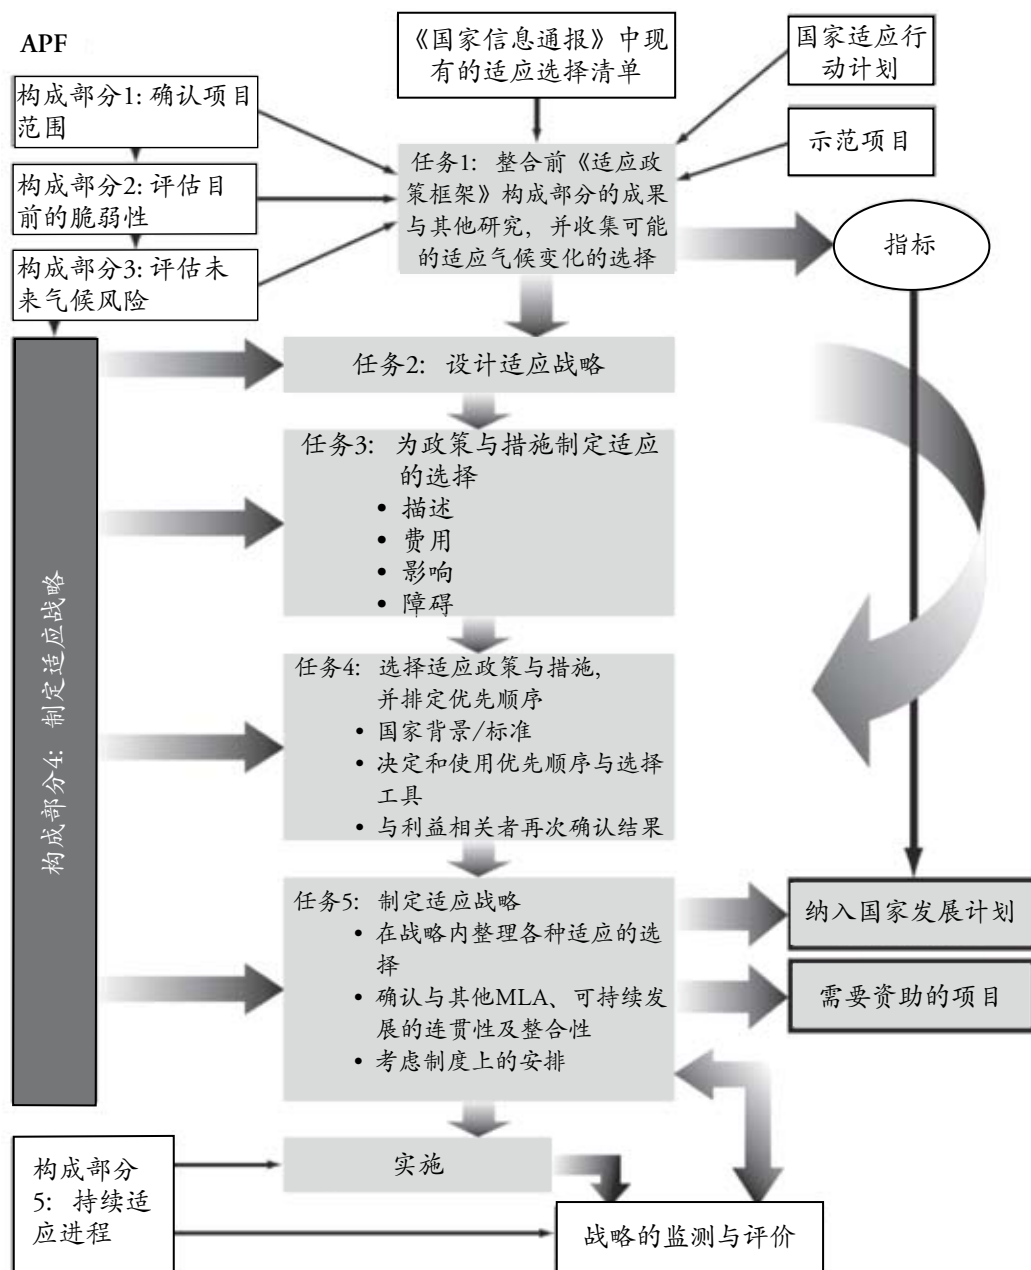 APF
《国家信息通报》中现
有的适应选择清单
国家适应行
动计划
示范项目
构成部分1: 确认项目
范围
构成部分2: 评估目
前的脆弱性
构成部分3: 评估未
来气候风险
任务1: 整合前《适应政
策框架》构成部分的成果
与其他研究, 并收集可能
的适应气候变化的选择
指标
任务2: 设计适应战略
任务3: 为政策与措施制定适应
的选择
• 描述
• 费用
• 影响
• 障碍
构成部分4: 制定适应战略
任务4: 选择适应政策与措施,
并排定优先顺序
• 国家背景/标准
• 决定和使用优先顺序与选择
工具
• 与利益相关者再次确认结果
任务5: 制定适应战略
• 在战略内整理各种适应的选
择
• 确认与其他MLA、可持续发
展的连贯性及整合性
• 考虑制度上的安排
纳入国家发展计划
需要资助的项目
构成部分
5: 持续适
应进程
实施
战略的监测与评价